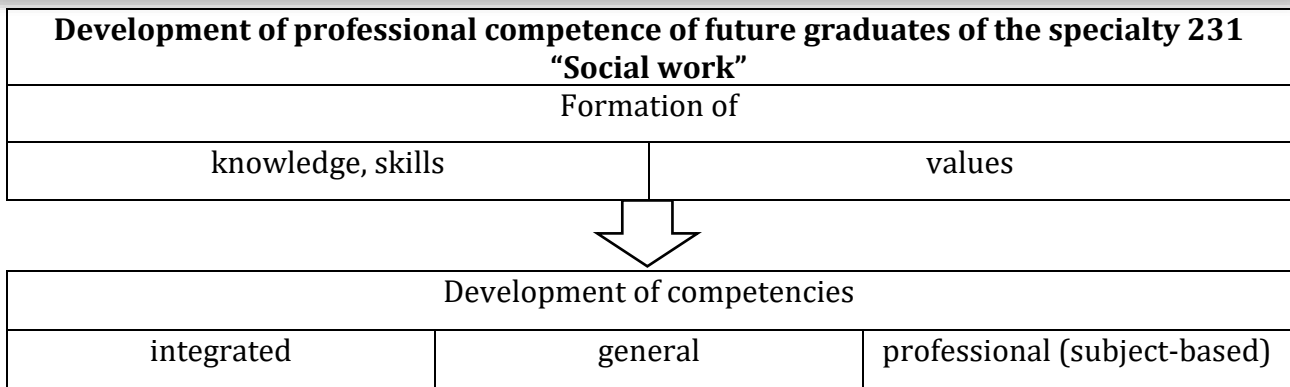 Development of professional competence of future graduates of the specialty 231
“Social work”
Formation of
knowledge, skills
values
Development of competencies
integrated
general
professional (subject-based)